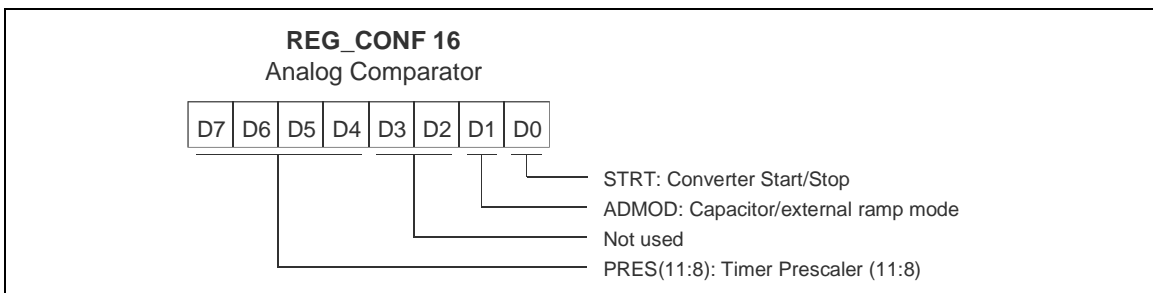 REG_CONF 16
Analog Comparator
D7 D6 D5 D4 D3 D2 D1 D0
STRT: Converter Start/Stop
ADMOD: Capacitor/external ramp mode
Not used
PRES(11:8): Timer Prescaler (11:8)